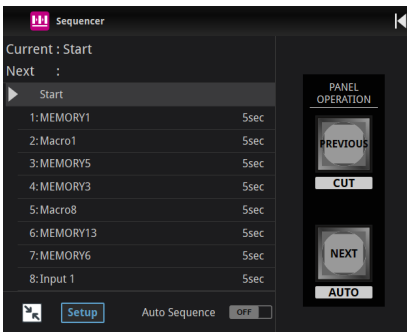 Sequencer
Current : Start
Next :
Start
1: MEMORY1 5sec
2: Macro1 5sec
3: MEMORY5 5sec
4: MEMORY3 5sec
5: Macro8 5sec
6: MEMORY13 5sec
7: MEMORY6 5sec
8: Input 1 5sec
Setup
Auto Sequence OFF
PANEL
OPERATION
PREVIOUS
CUT
NEXT
AUTO